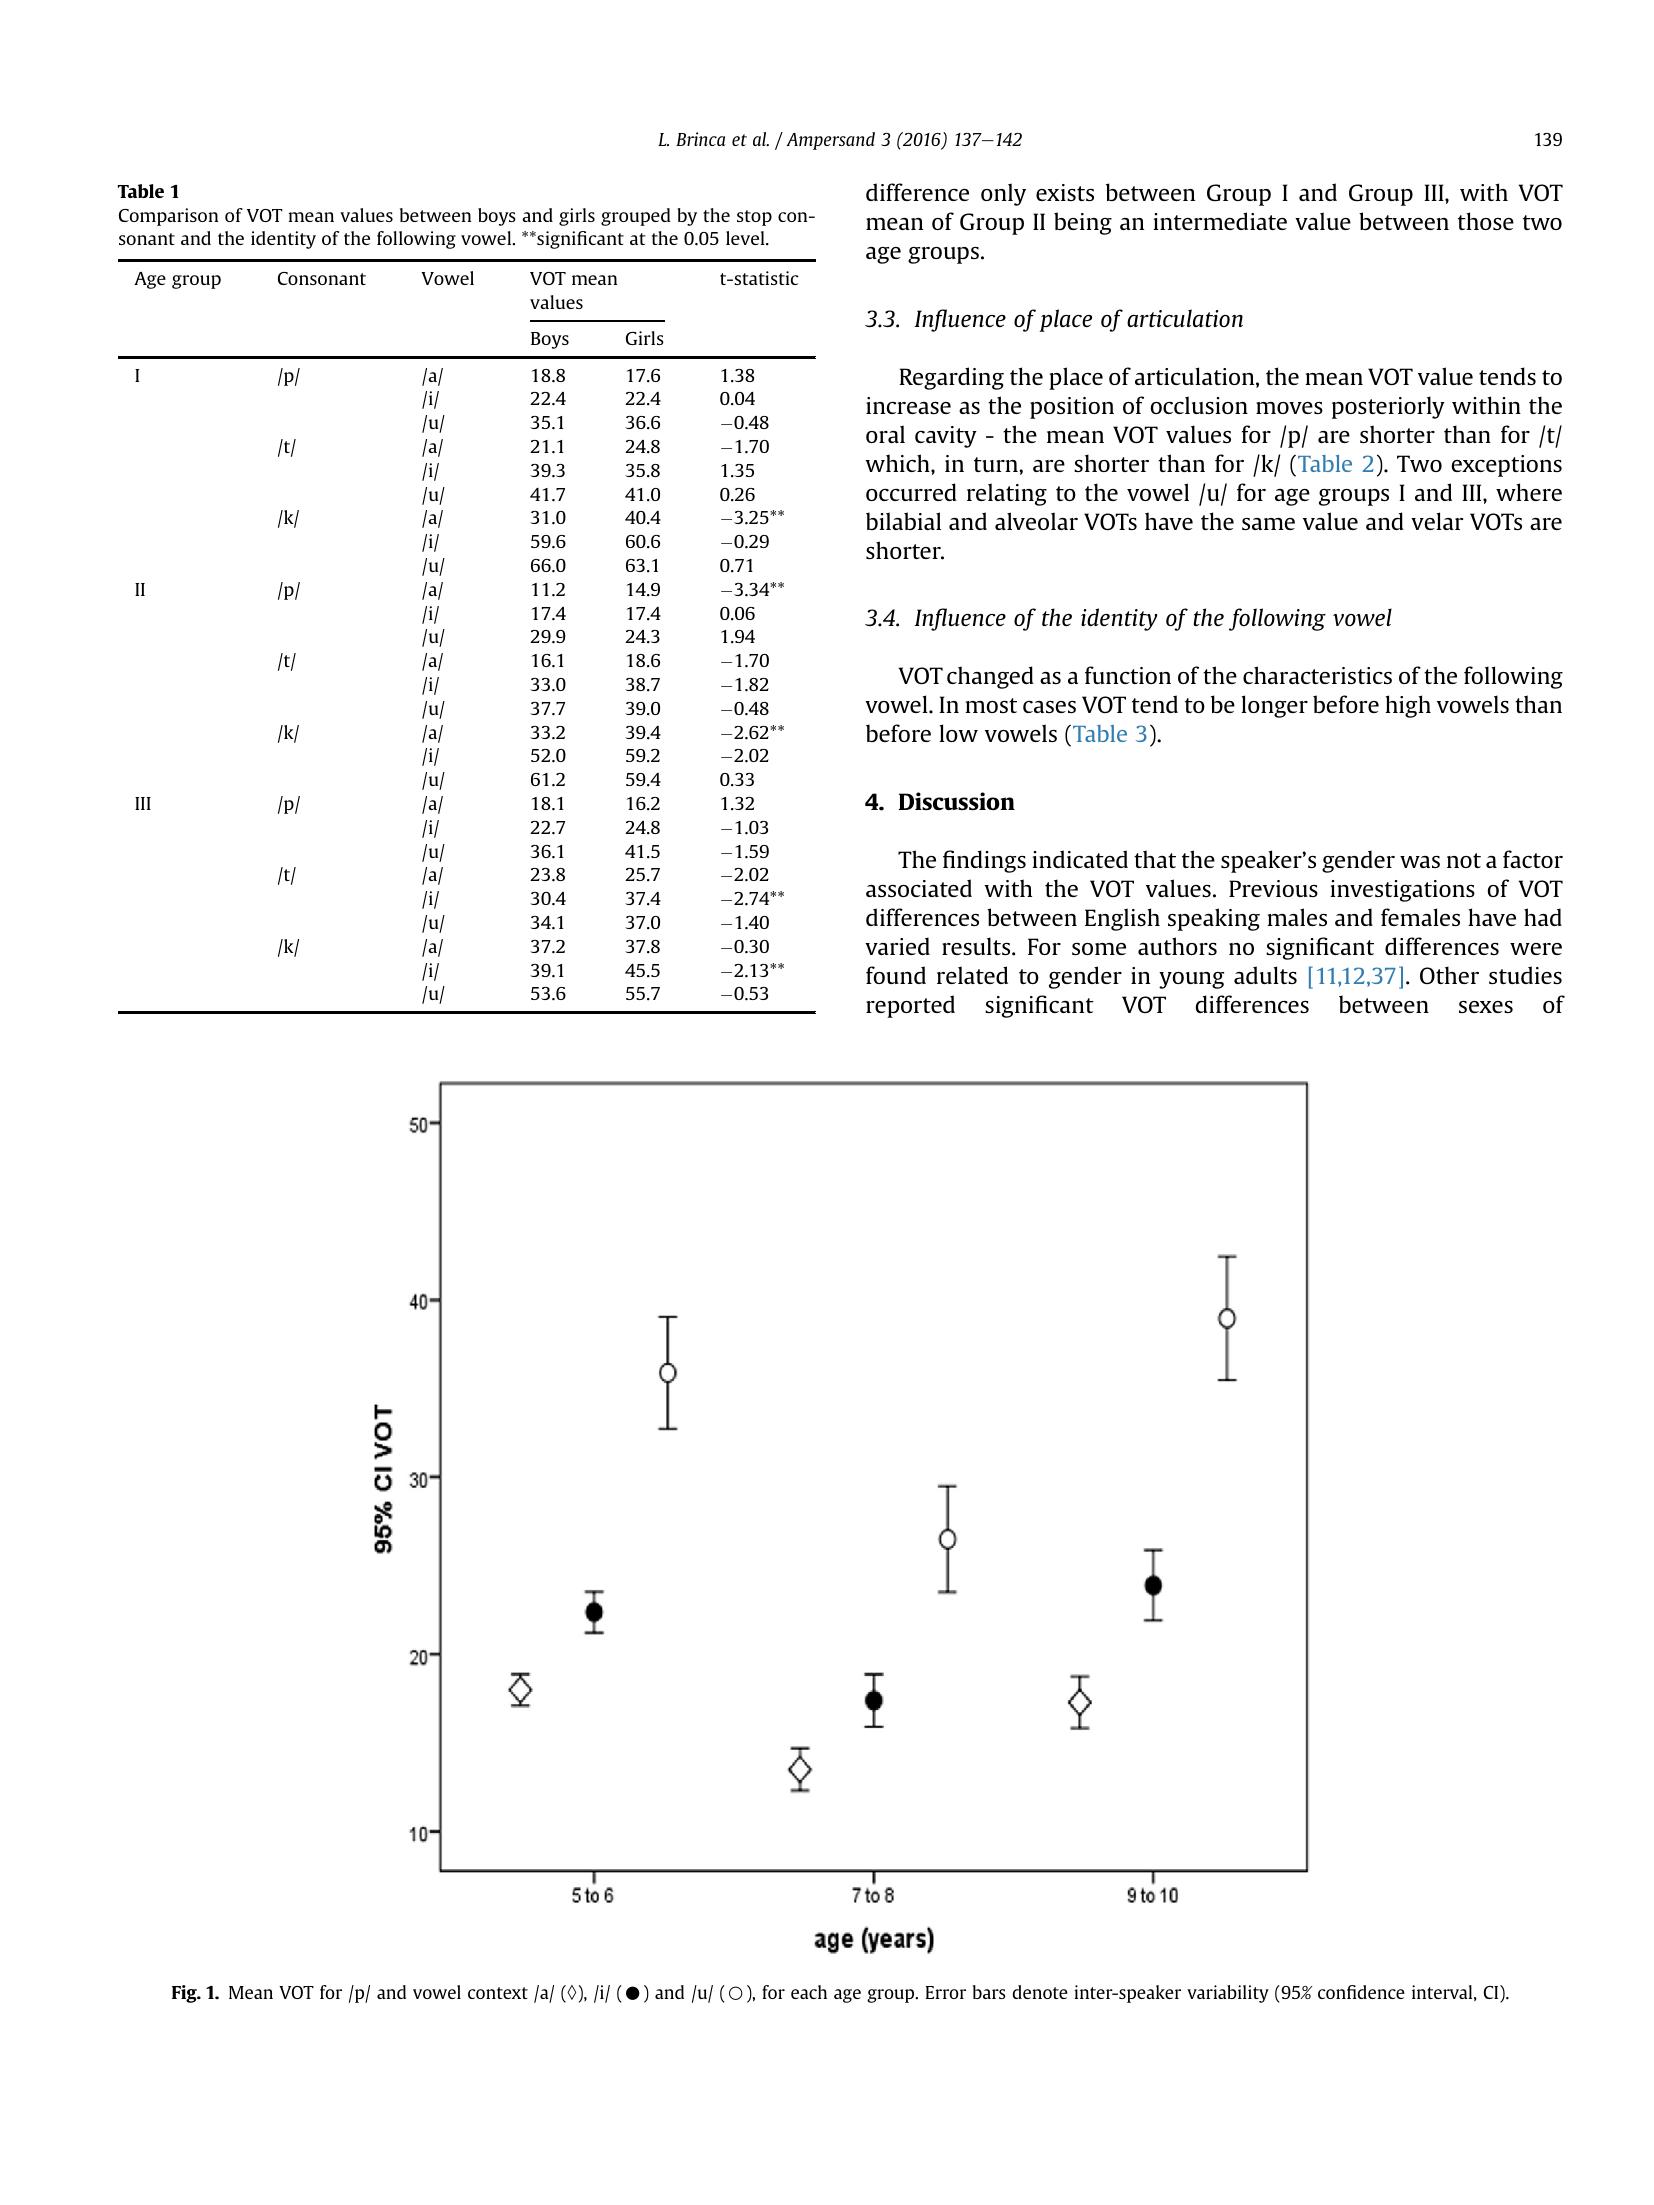 L. Brinca et al. / Ampersand 3 (2016) 137–142
139
Table 1
Comparison of VOT mean values between boys and girls grouped by the stop con-
sonant and the identity of the following vowel. **significant at the 0.05 level.
Age group Consonant Vowel VOT mean t-statistic
values
Boys Girls
I /p/ /a/ 18.8 17.6 1.38
/i/ 22.4 22.4 0.04
/u/ 35.1 36.6 −0.48
/t/ /a/ 21.1 24.8 −1.70
/i/ 39.3 35.8 1.35
/u/ 41.7 41.0 0.26
/k/ /a/ 31.0 40.4 −3.25**
/i/ 59.6 60.6 −0.29
/u/ 66.0 63.1 0.71
II /p/ /a/ 11.2 14.9 −3.34**
/i/ 17.4 17.4 0.06
/u/ 29.9 24.3 1.94
/t/ /a/ 16.1 18.6 −1.70
/i/ 33.0 38.7 −1.82
/u/ 37.7 39.0 −0.48
/k/ /a/ 33.2 39.4 −2.62**
/i/ 52.0 59.2 −2.02
/u/ 61.2 59.4 0.33
III /p/ /a/ 18.1 16.2 1.32
/i/ 22.7 24.8 −1.03
/u/ 36.1 41.5 −1.59
/t/ /a/ 23.8 25.7 −2.02
/i/ 30.4 37.4 −2.74**
/u/ 34.1 37.0 −1.40
/k/ /a/ 37.2 37.8 −0.30
/i/ 39.1 45.5 −2.13**
/u/ 53.6 55.7 −0.53
difference only exists between Group I and Group III, with VOT
mean of Group II being an intermediate value between those two
age groups.
3.3. Influence of place of articulation
Regarding the place of articulation, the mean VOT value tends to
increase as the position of occlusion moves posteriorly within the
oral cavity - the mean VOT values for /p/ are shorter than for /t/
which, in turn, are shorter than for /k/ (Table 2). Two exceptions
occurred relating to the vowel /u/ for age groups I and III, where
bilabial and alveolar VOTs have the same value and velar VOTs are
shorter.
3.4. Influence of the identity of the following vowel
VOT changed as a function of the characteristics of the following
vowel. In most cases VOT tend to be longer before high vowels than
before low vowels (Table 3).
4. Discussion
The findings indicated that the speaker's gender was not a factor
associated with the VOT values. Previous investigations of VOT
differences between English speaking males and females have had
varied results. For some authors no significant differences were
found related to gender in young adults [11,12,37]. Other studies
reported significant VOT differences between sexes of
50
40
30
20
10
95% CI VOT
5 to 6 7 to 8 9 to 10
age (years)
Fig. 1. Mean VOT for /p/ and vowel context /a/ (◊), /i/ (●) and /u/ (○), for each age group. Error bars denote inter-speaker variability (95% confidence interval, CI).